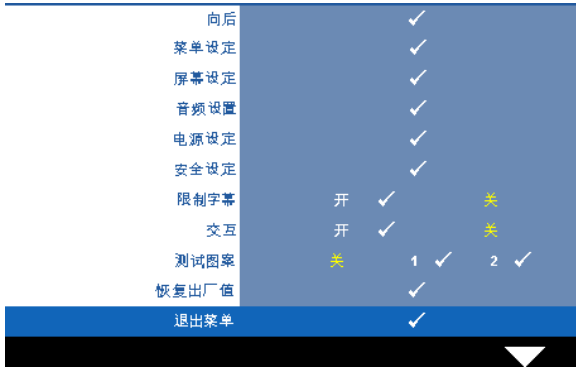 向后 ✓
菜单设定 ✓
屏幕设定 ✓
音频设置 ✓
电源设定 ✓
安全设定 ✓
限制字幕 开 ✓ 关
交互 开 ✓ 关
测试图案 关 1 ✓ 2 ✓
恢复出厂值 ✓
退出菜单 ✓